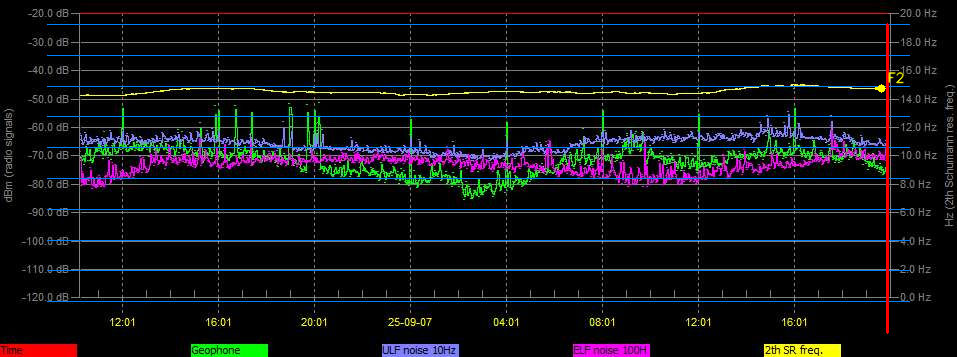 -20.0 dB 20.0 Hz
-30.0 dB 18.0 Hz
-40.0 dB 16.0 Hz
F2
-50.0 dB 14.0 Hz
-60.0 dB 12.0 Hz
-70.0 dB 10.0 Hz
-80.0 dB 8.0 Hz
-90.0 dB 6.0 Hz
-100.0 dB 4.0 Hz
-110.0 dB 2.0 Hz
-120.0 dB 0.0 Hz
dBm (radio signals)
Hz (2th Schumann res. freq.)
12:01 16:01 20:01 25-09-07 04:01 08:01 12:01 16:01
Time Geophone ULF noise 10Hz ELF noise 100H 2th SR freq.